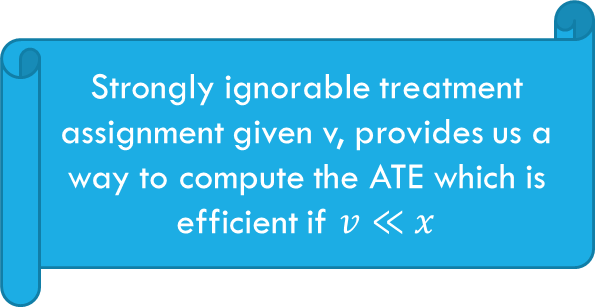 Strongly ignorable treatment
assignment given v, provides us a
way to compute the ATE which is
efficient if v ≪ x